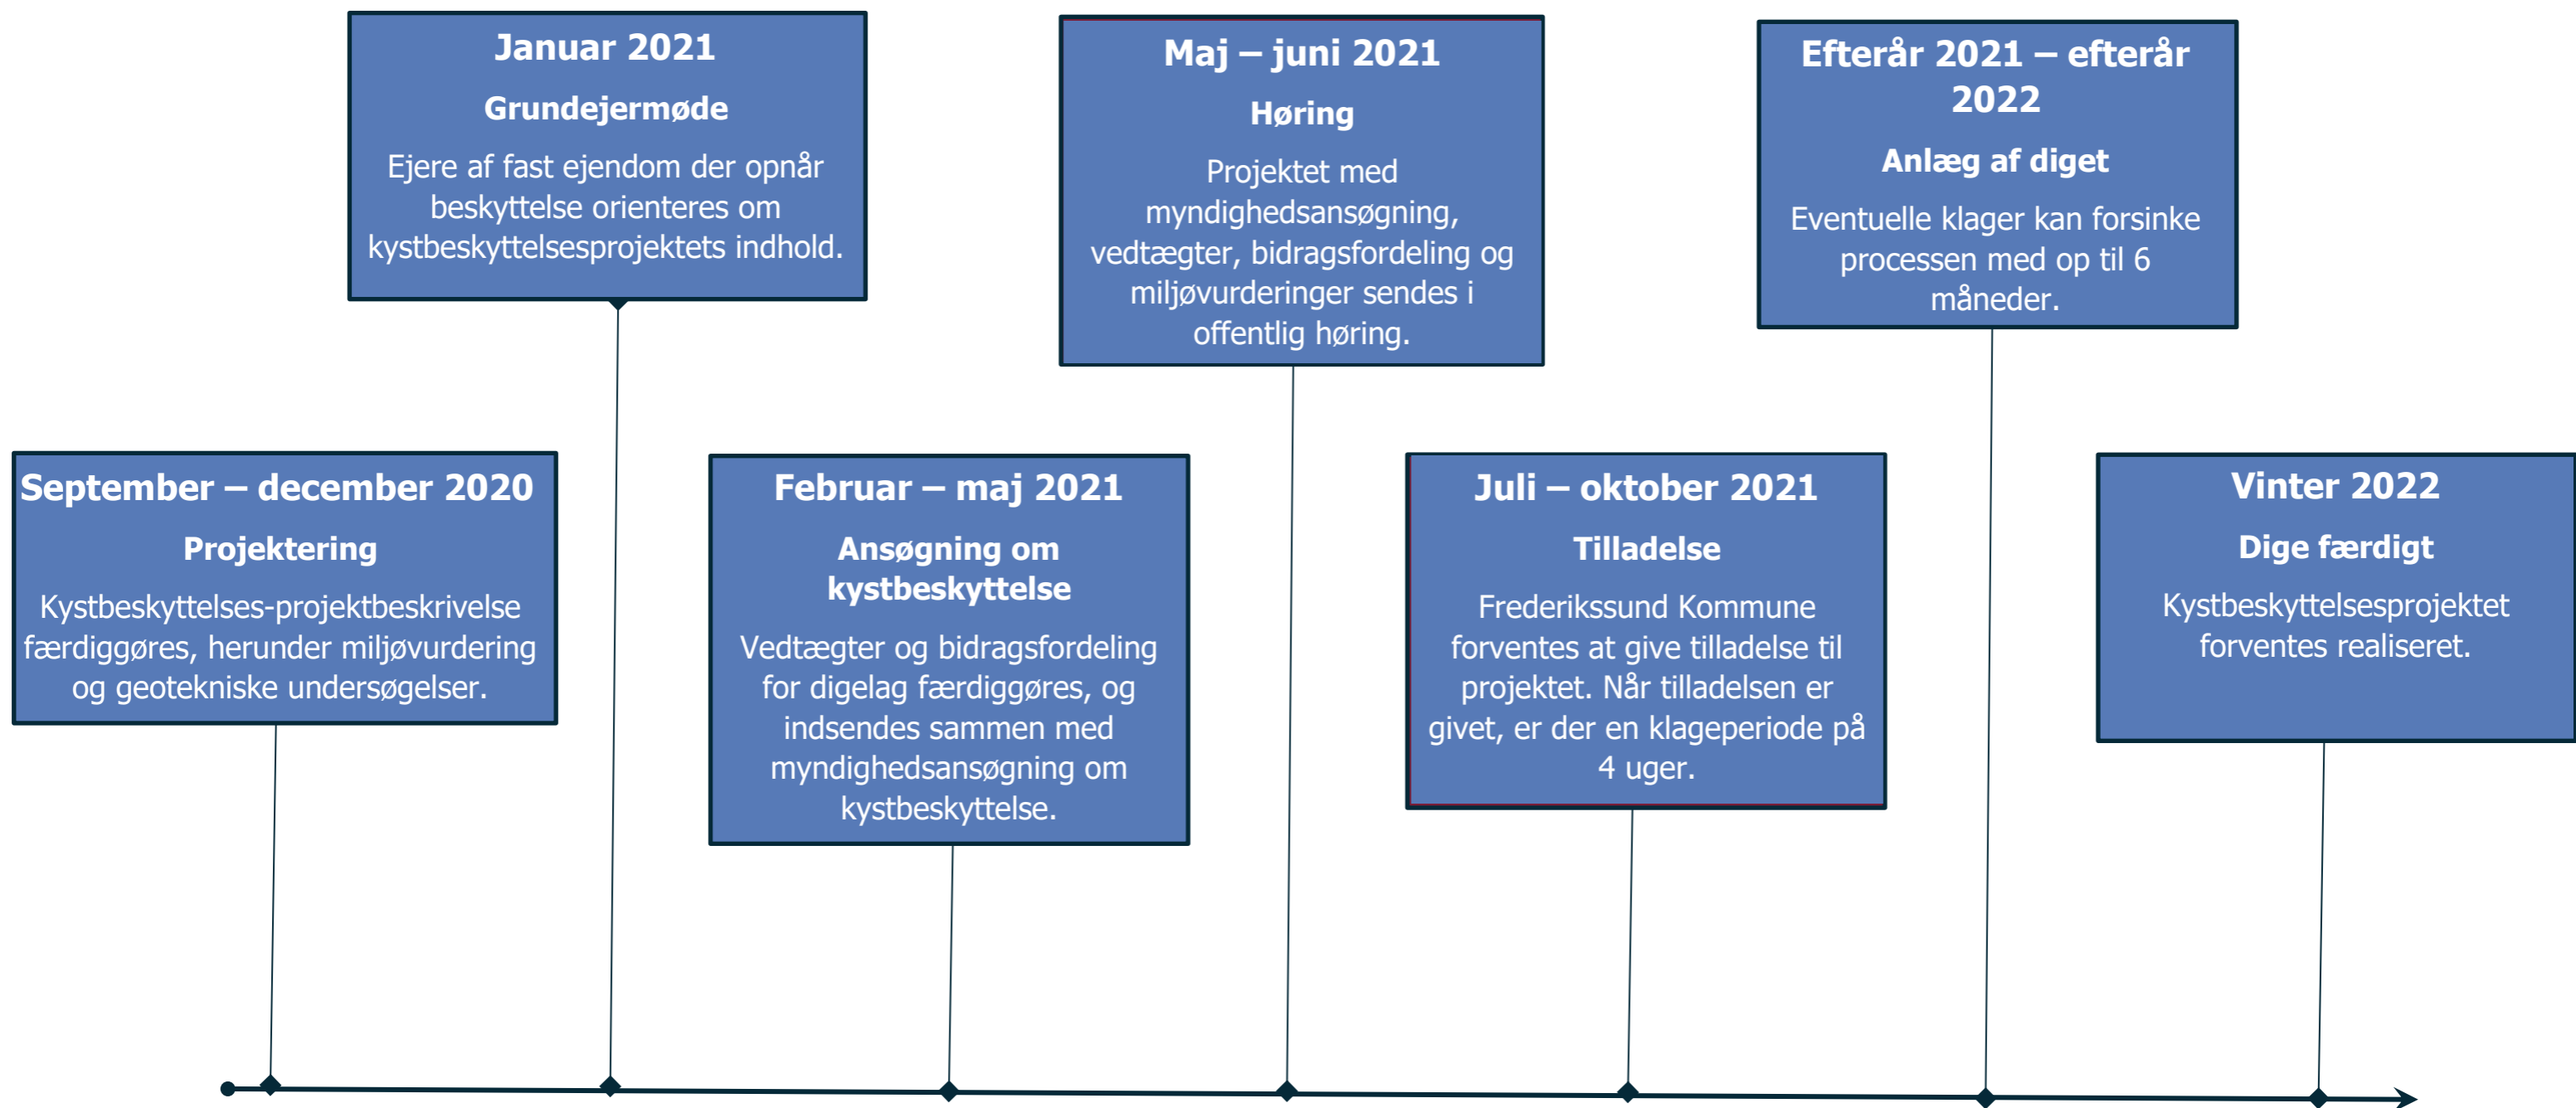 September – december 2020
Projektering
Kystbeskyttelses-projektbeskrivelse
færdiggøres, herunder miljøvurdering
og geotekniske undersøgelser.
Januar 2021
Grundejermøde
Ejere af fast ejendom der opnår
beskyttelse orienteres om
kystbeskyttelsesprojektets indhold.
Februar – maj 2021
Ansøgning om
kystbeskyttelse
Vedtægter og bidragsfordeling
for digelag færdiggøres, og
indsendes sammen med
myndighedsansøgning om
kystbeskyttelse.
Maj – juni 2021
Høring
Projektet med
myndighedsansøgning,
vedtægter, bidragsfordeling og
miljøvurderinger sendes i
offentlig høring.
Juli – oktober 2021
Tilladelse
Frederikssund Kommune
forventes at give tilladelse til
projektet. Når tilladelsen er
givet, er der en klageperiode på
4 uger.
Efterår 2021 – efterår
2022
Anlæg af diget
Eventuelle klager kan forsinke
processen med op til 6
måneder.
Vinter 2022
Dige færdigt
Kystbeskyttelsesprojektet
forventes realiseret.